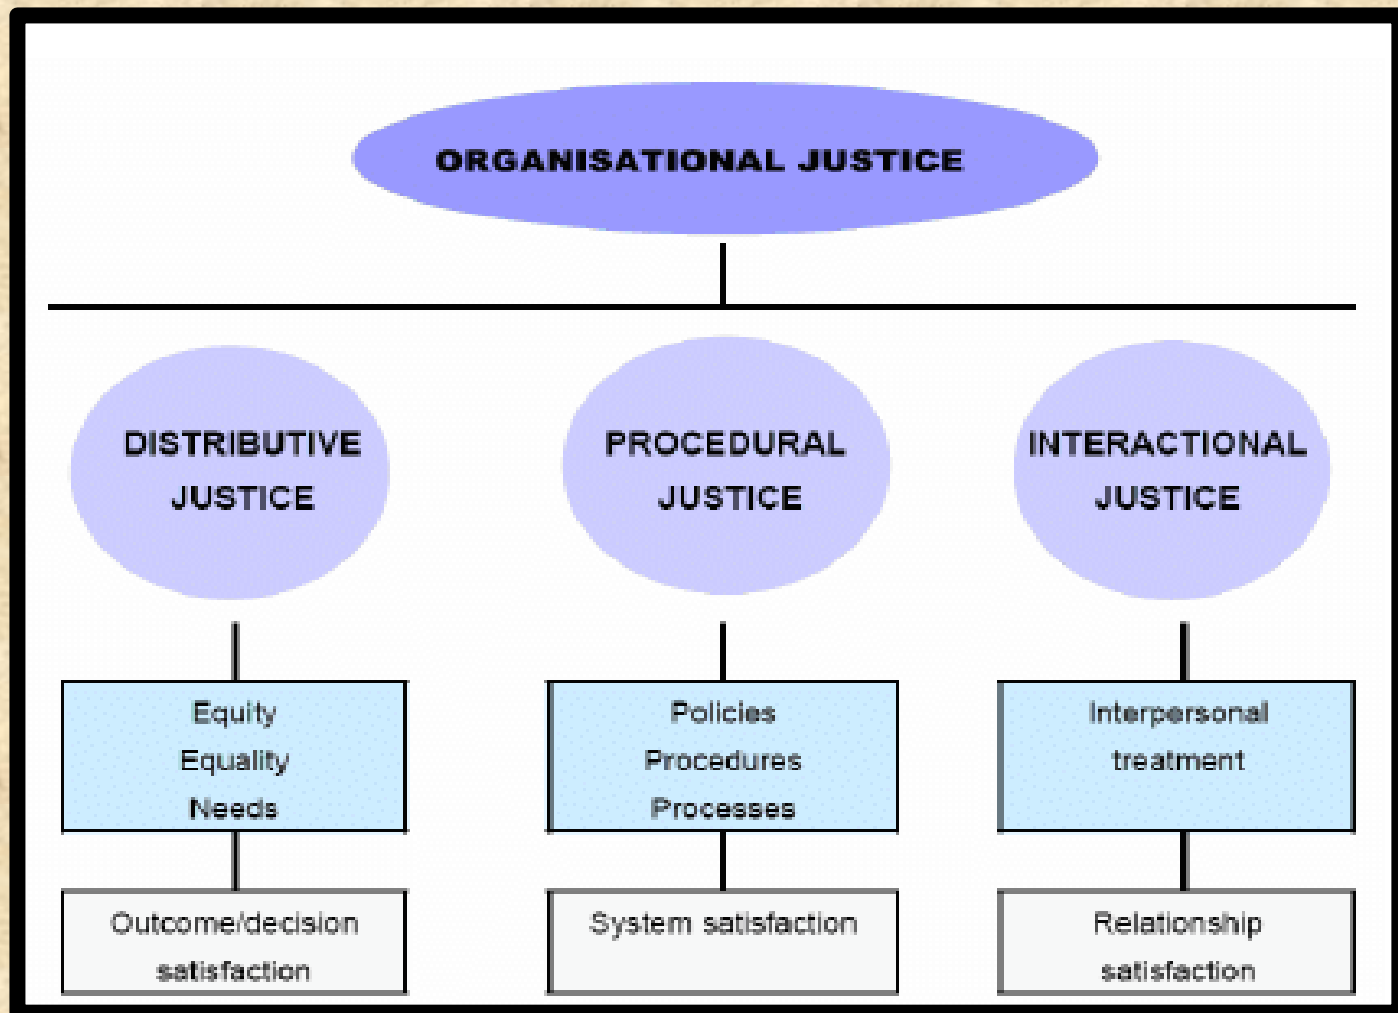 ORGANISATIONAL JUSTICE
DISTRIBUTIVE
JUSTICE
PROCEDURAL
JUSTICE
INTERACTIONAL
JUSTICE
Equity
Equality
Needs
Policies
Procedures
Processes
Interpersonal
treatment
Outcome/decision
satisfaction
System satisfaction
Relationship
satisfaction